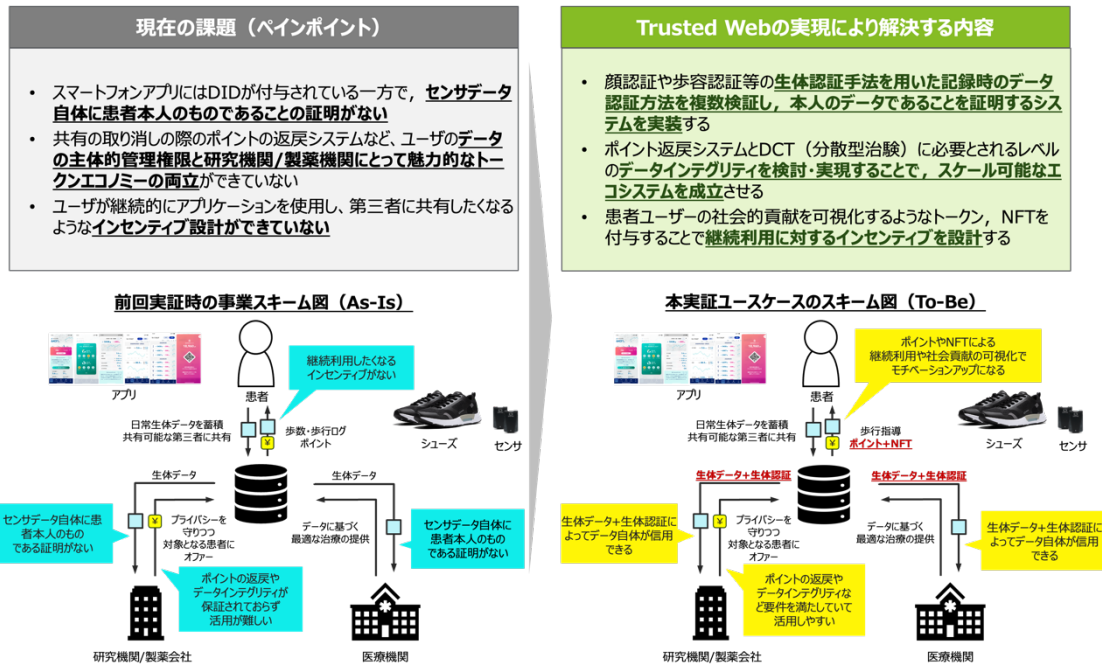 現在の課題（ペインポイント）
• スマートフォンアプリにはDIDが付与されている一方で，センサデータ
自体に患者本人のものであることの証明がない
• 共有の取り消しの際のポイントの返戻システムなど、ユーザのデータ
の主体的管理権限と研究機関/製薬機関にとって魅力的なトー
クンエコノミーの両立ができていない
• ユーザが継続的にアプリケーションを使用し、第三者に共有したくなる
ようなインセンティブ設計ができていない
Trusted Webの実現により解決する内容
• 顔認証や歩容認証等の生体認証手法を用いた記録時のデータ
認証方法を複数検証し，本人のデータであることを証明するシス
テムを実装する
• ポイント返戻システムとDCT（分散型治験）に必要とされるレベル
のデータインテグリティを検討・実現することで，スケール可能なエ
コシステムを成立させる
• 患者ユーザーの社会的貢献を可視化するようなトークン，NFTを
付与することで継続利用に対するインセンティブを設計する
前回実証時の事業スキーム図（As-Is）
アプリ
患者
継続利用したくなる
インセンティブがない
日常生体データを蓄積
共有可能な第三者に共有
¥
歩数・歩行ログ
ポイント
シューズ
センサ
生体データ
生体データ
センサデータ自体に患
者本人のもの
である証明がない
¥
プライバシーを
守りつつ
対象となる患者に
オファー
データに基づく
最適な治療の提供
センサデータ自体に
患者本人のもの
である証明がない
ポイントの返戻や
データインテグリティが
保証されておらず
活用が難しい
研究機関/製薬会社
医療機関
本実証ユースケースのスキーム図（To-Be）
アプリ
患者
ポイントやNFTによる
継続利用や社会貢献の可視化で
モチベーションアップになる
日常生体データを蓄積
共有可能な第三者に共有
¥
歩行指導
ポイント+NFT
シューズ
センサ
生体データ+生体認証
生体データ+生体認証
生体データ+生体認証に
よってデータ自体が信用
できる
¥
プライバシーを
守りつつ
対象となる患者に
オファー
データに基づく
最適な治療の提供
生体データ+生体認証に
よってデータ自体が信用
できる
ポイントの返戻や
データインテグリティな
ど要件を満たしていて
活用しやすい
研究機関/製薬会社
医療機関